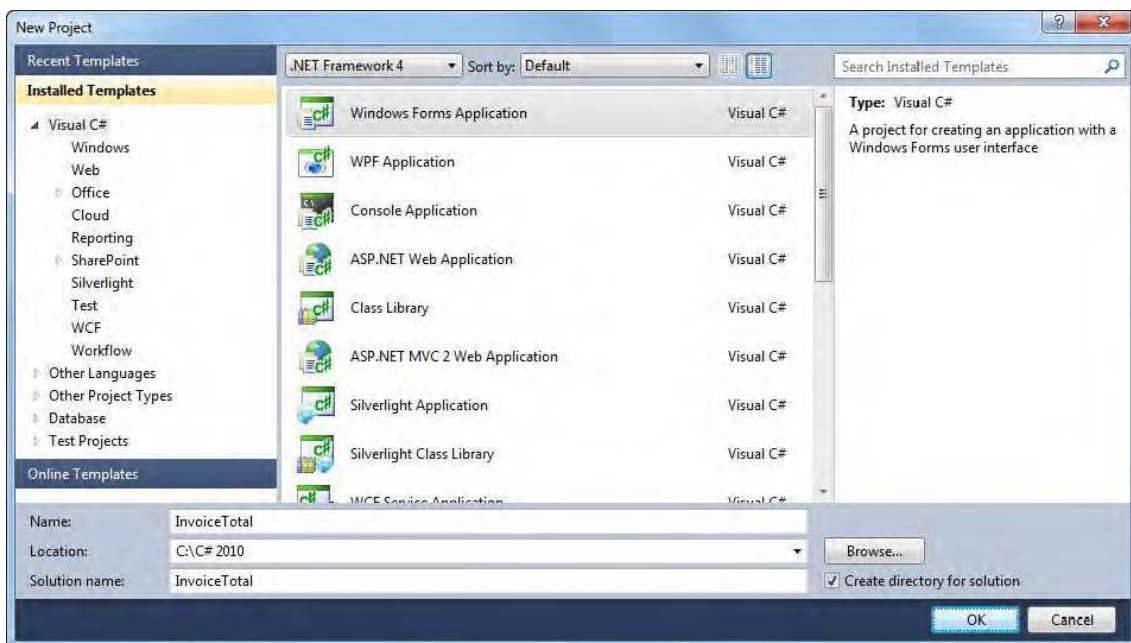 New Project
Recent Templates
Installed Templates
Visual C#
Windows
Web
Office
Cloud
Reporting
SharePoint
Silverlight
Test
WCF
Workflow
Other Languages
Other Project Types
Database
Test Projects
Online Templates
.NET Framework 4 Sort by: Default
Windows Forms Application Visual C#
WPF Application Visual C#
Console Application Visual C#
ASP.NET Web Application Visual C#
Class Library Visual C#
ASP.NET MVC 2 Web Application Visual C#
Silverlight Application Visual C#
Silverlight Class Library Visual C#
WCF Service Application Visual C#
Search Installed Templates
Type: Visual C#
A project for creating an application with a
Windows Forms user interface
Name: InvoiceTotal
Location: C:\C# 2010 Browse...
Solution name: InvoiceTotal Create directory for solution
OK Cancel